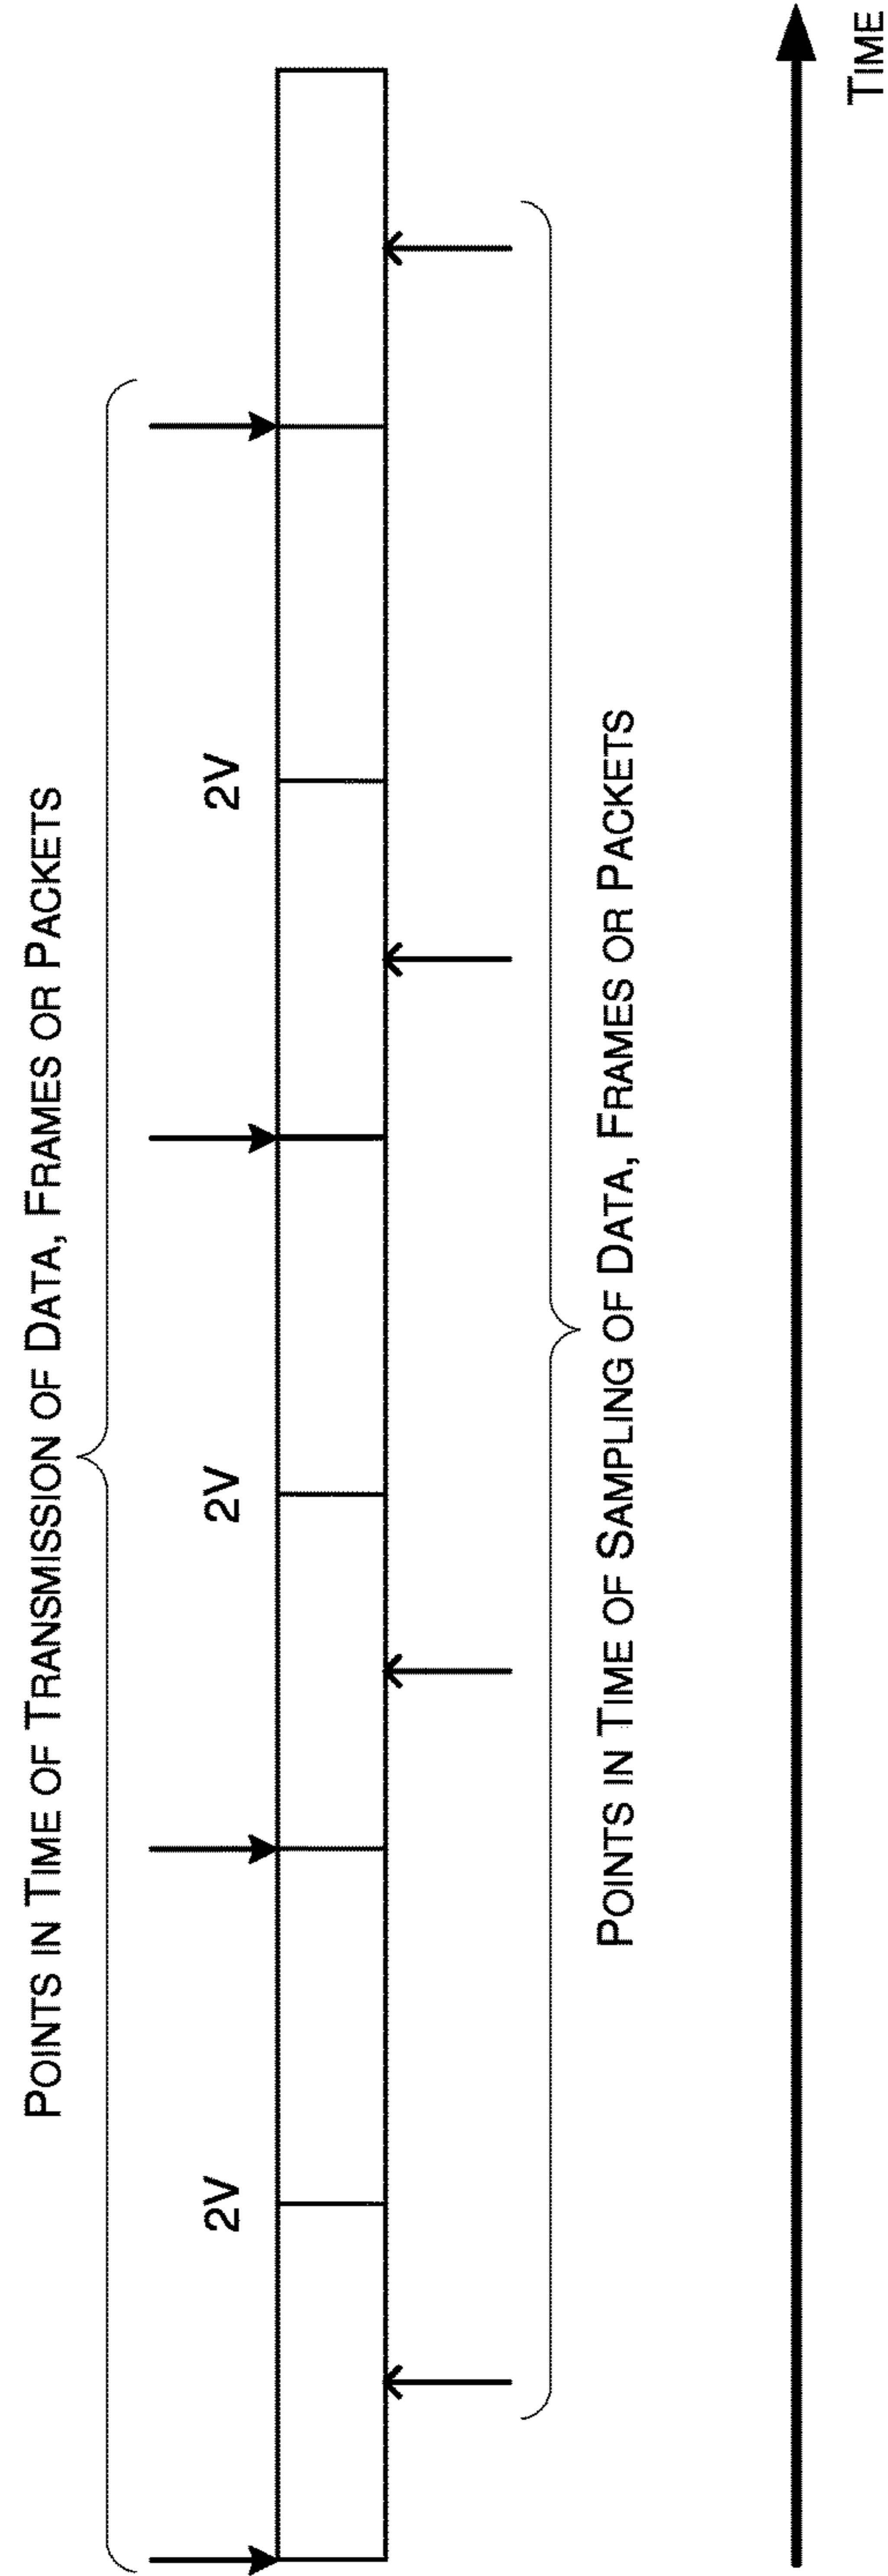 POINTS IN TIME OF TRANSMISSION OF DATA, FRAMES OR PACKETS
2V
2V
2V
POINTS IN TIME OF SAMPLING OF DATA, FRAMES OR PACKETS
TIME